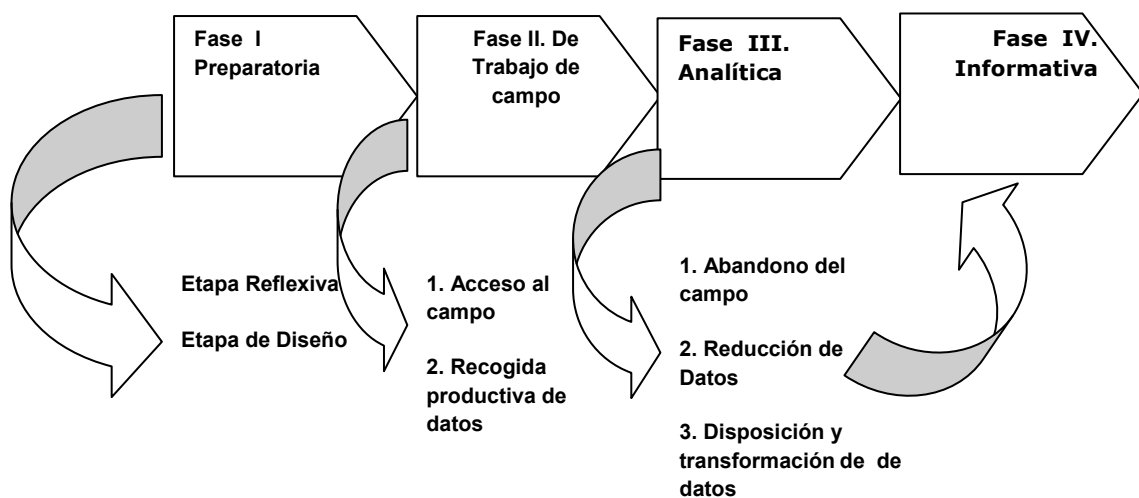 Fase I
Preparatoria
Fase II. De
Trabajo de
campo
Fase III.
Analítica
Fase IV.
Informativa
Etapa Reflexiva
Etapa de Diseño
1. Acceso al
campo
2. Recogida
productiva de
datos
1. Abandono del
campo
2. Reducción de
Datos
3. Disposición y
transformación de de
datos